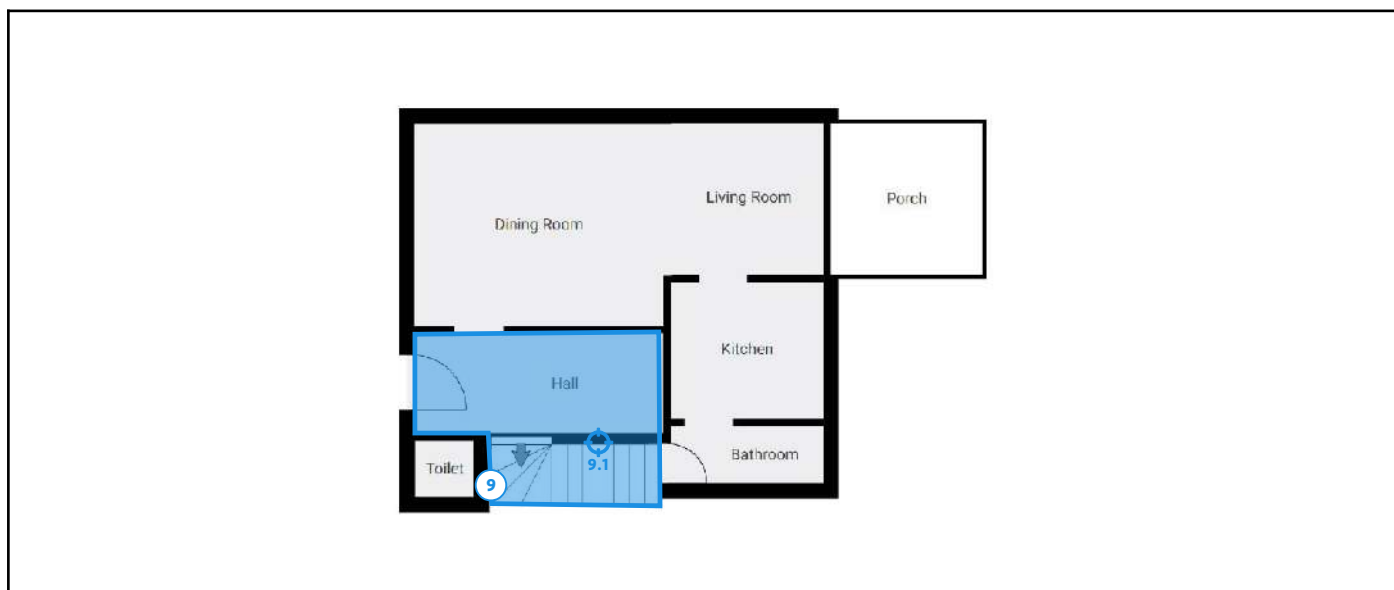 Living Room
Porch
Dining Room
Kitchen
Hall
Bathroom
9.1
Toilet
9